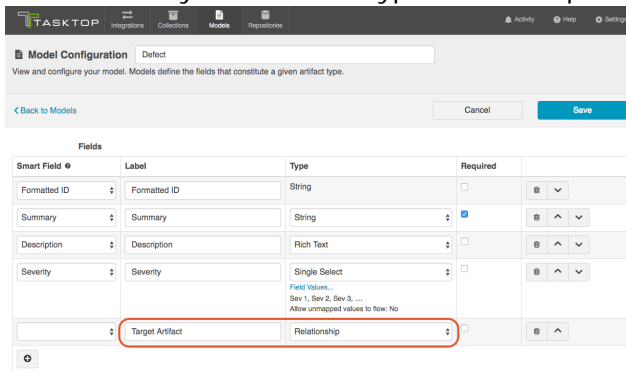 TASKTOP
Integrations Collections Models Repositories
Activity Help Settings
Model Configuration Defect
View and configure your model. Models define the fields that constitute a given artifact type.
Back to Models Cancel Save
Fields
Smart Field Label Type Required
Formatted ID Formatted ID String
Summary Summary String
Description Description Rich Text
Severity Severity Single Select
Field Values...
Sev 1, Sev 2, Sev 3, ...
Allow unmapped values to flow: No
Target Artifact Relationship